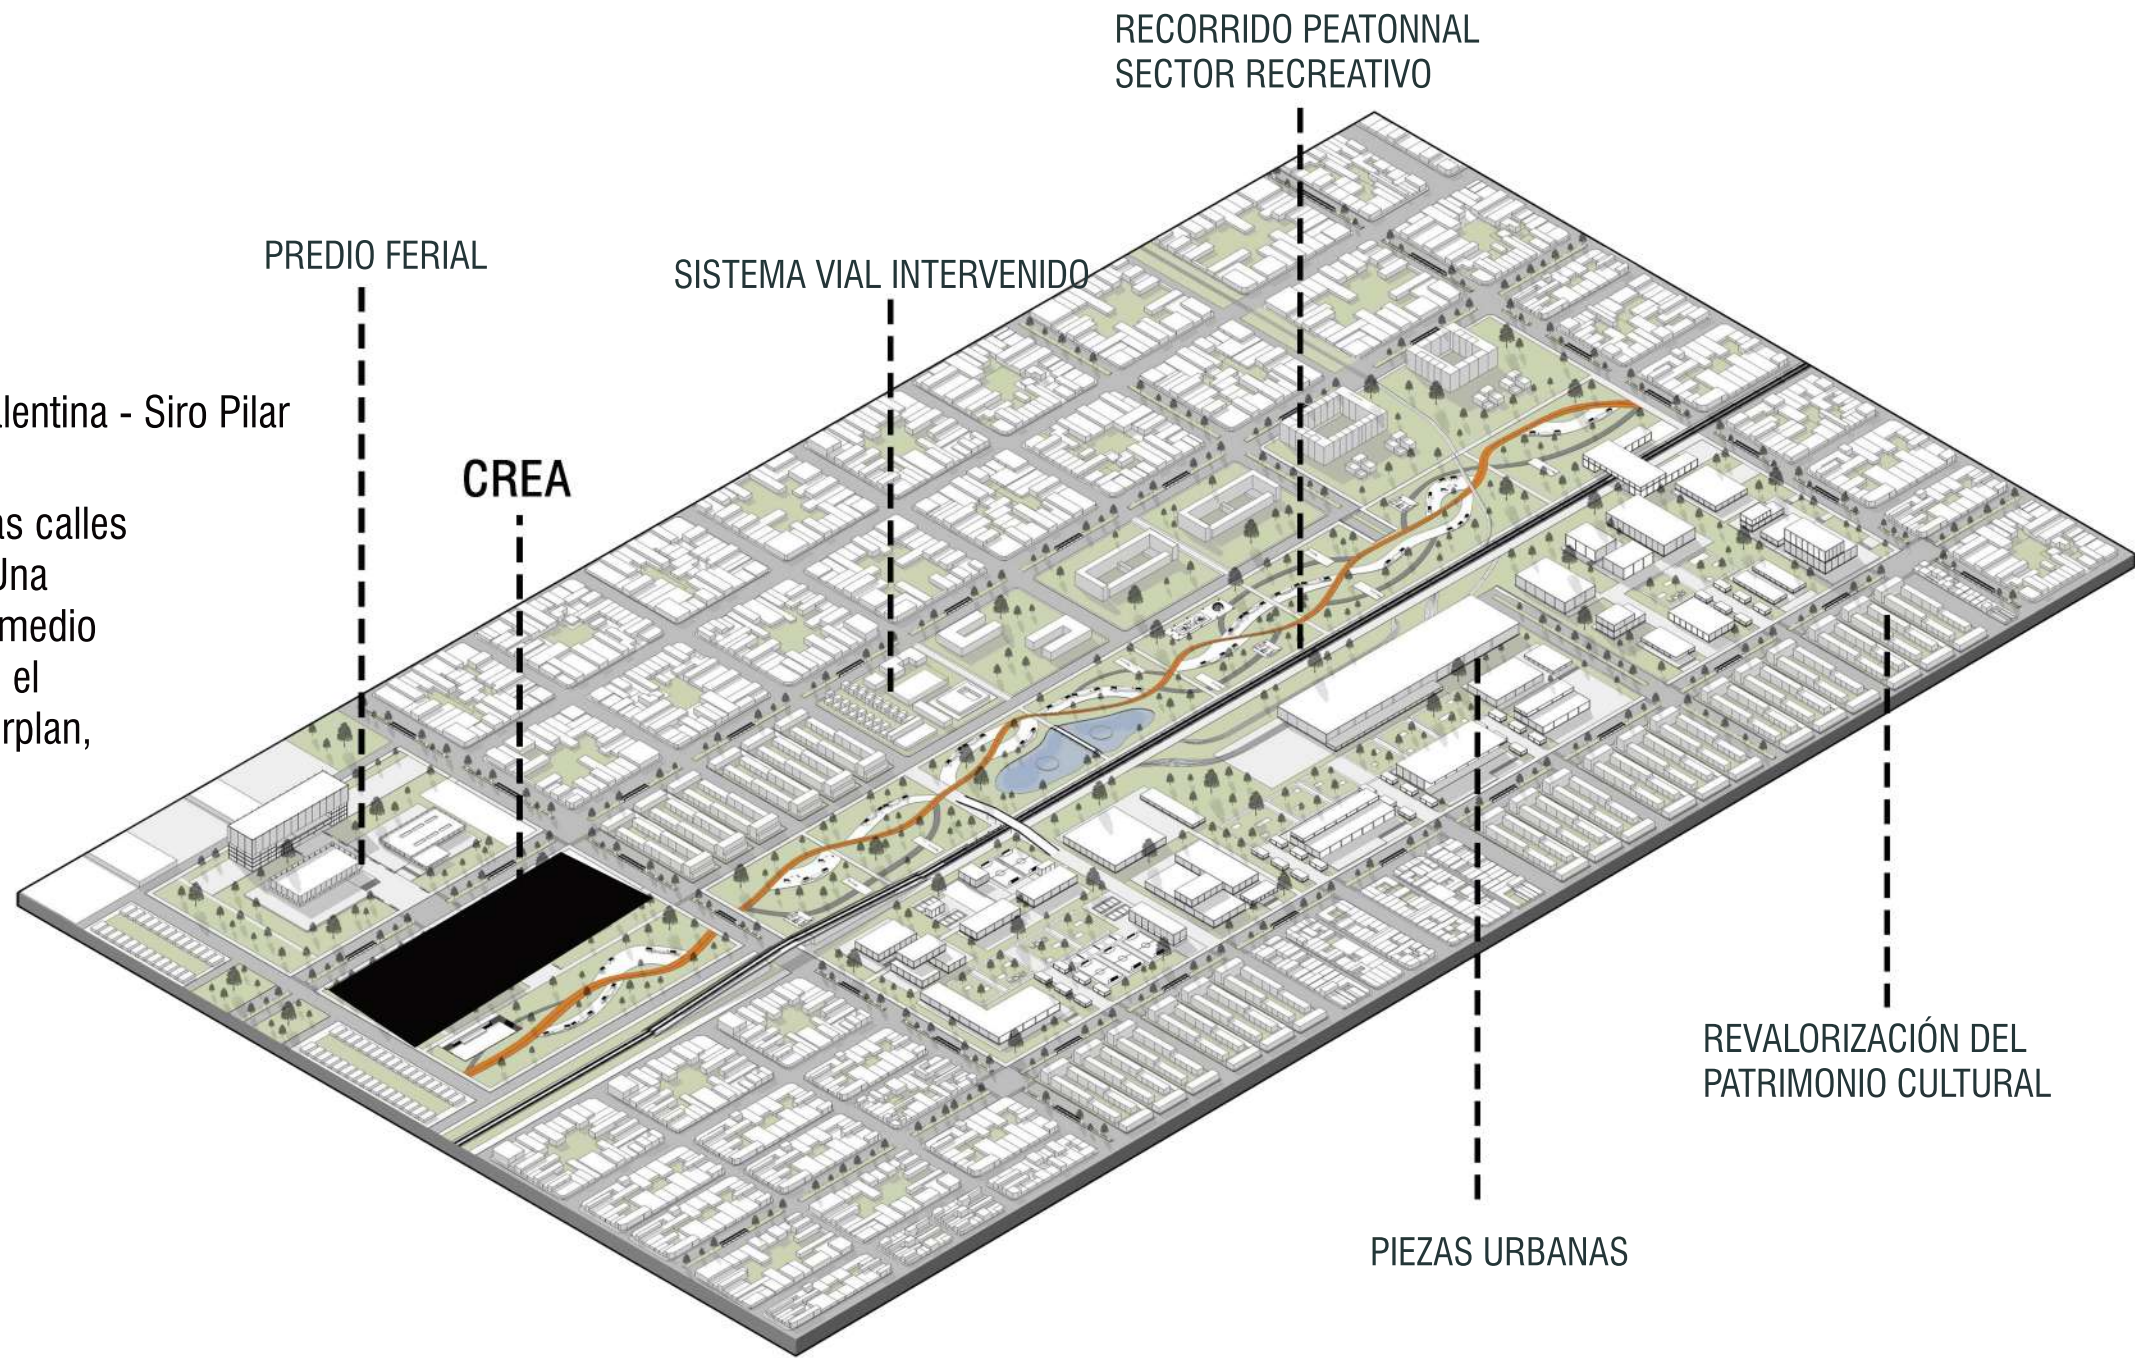 RECORRIDO PEATONNAL
SECTOR RECREATIVO
PREDIO FERIAL
SISTEMA VIAL INTERVENIDO
lentina - Siro Pilar
CREA
as calles
Una
medio
el
rplan,
REVALORIZACIÓN DEL
PATRIMONIO CULTURAL
PIEZAS URBANAS